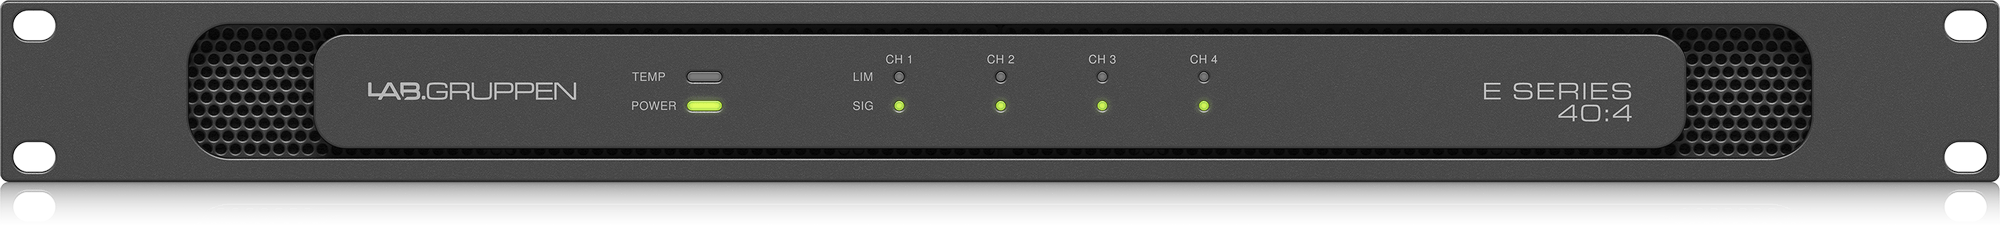 LAB.GRUPPEN
TEMP
POWER
CH 1 CH 2 CH 3 CH 4
LIM
SIG
E SERIES
40:4